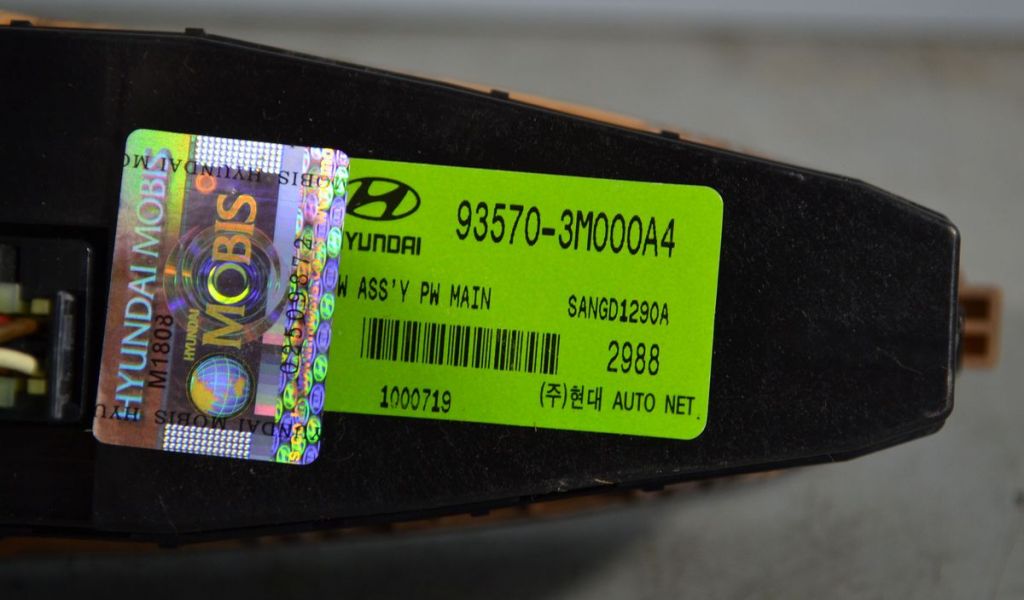 HYUNDAI MOBIS
M1808
HYUNDAI
MOBIS
HYUNDAI
93570-3M000A4
W ASS'Y PW MAIN
SANGD1290A
2988
1000719
(주)현대 AUTO NET